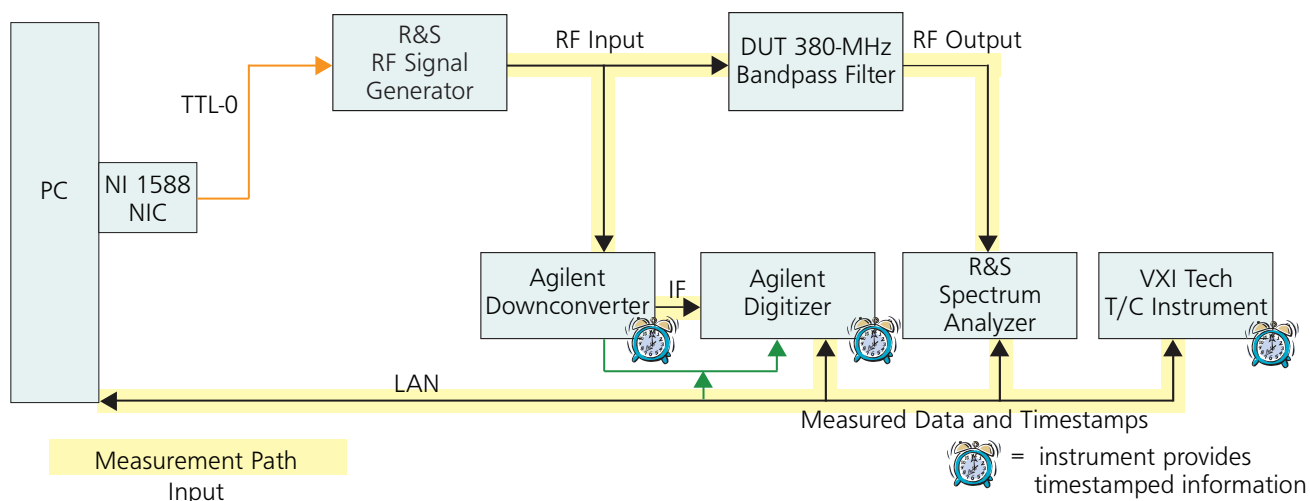 R&S
RF Signal
Generator
RF Input
DUT 380-MHz
Bandpass Filter
RF Output
TTL-0
PC
NI 1588
NIC
Agilent
Downconverter
IF
Agilent
Digitizer
R&S
Spectrum
Analyzer
VXI Tech
T/C Instrument
LAN
Measured Data and Timestamps
Measurement Path
Input
= instrument provides
timestamped information